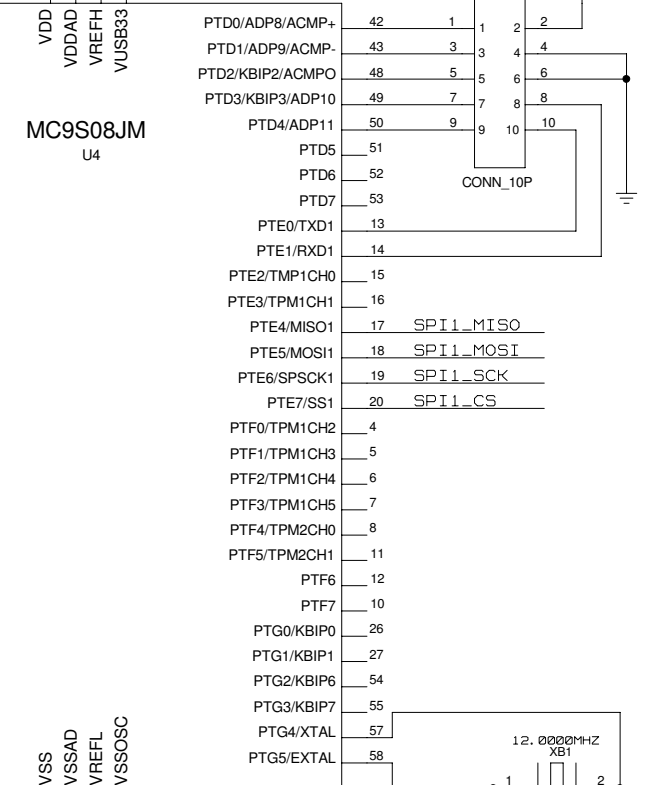 VDD
VDDAD
VREFH
VUSB33
MC9S08JM
U4
PTD0/ADP8/ACMP+ 42 1 1 2 2
PTD1/ADP9/ACMP- 43 3 3 4 4
PTD2/KBIP2/ACMPO 48 5 5 6 6
PTD3/KBIP3/ADP10 49 7 7 8 8
PTD4/ADP11 50 9 9 10 10
CONN_10P
PTD5 51
PTD6 52
PTD7 53
PTE0/TXD1 13
PTE1/RXD1 14
PTE2/TMP1CH0 15
PTE3/TPM1CH1 16
PTE4/MISO1 17 SPI1_MISO
PTE5/MOSI1 18 SPI1_MOSI
PTE6/SPSCK1 19 SPI1_SCK
PTE7/SS1 20 SPI1_CS
PTF0/TPM1CH2 4
PTF1/TPM1CH3 5
PTF2/TPM1CH4 6
PTF3/TPM1CH5 7
PTF4/TPM2CH0 8
PTF5/TPM2CH1 11
PTF6 12
PTF7 10
PTG0/KBIP0 26
PTG1/KBIP1 27
PTG2/KBIP6 54
PTG3/KBIP7 55
PTG4/XTAL 57
PTG5/EXTAL 58
VSS
VSSAD
VREFL
VSSOSC
12.0000MHZ
XB1
1 2